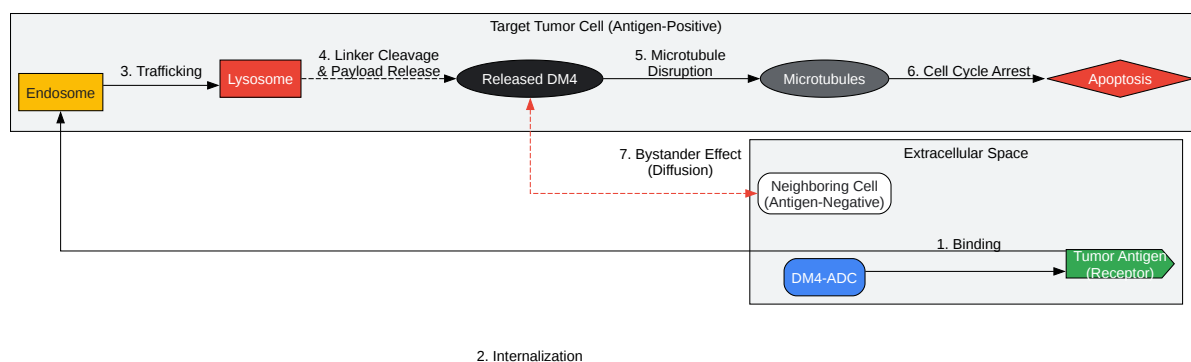 Target Tumor Cell (Antigen-Positive)
Endosome
3. Trafficking
Lysosome
4. Linker Cleavage
& Payload Release
Released DM4
5. Microtubule
Disruption
Microtubules
6. Cell Cycle Arrest
Apoptosis
7. Bystander Effect
(Diffusion)
Extracellular Space
Neighboring Cell
(Antigen-Negative)
1. Binding
DM4-ADC
Tumor Antigen
(Receptor)
2. Internalization